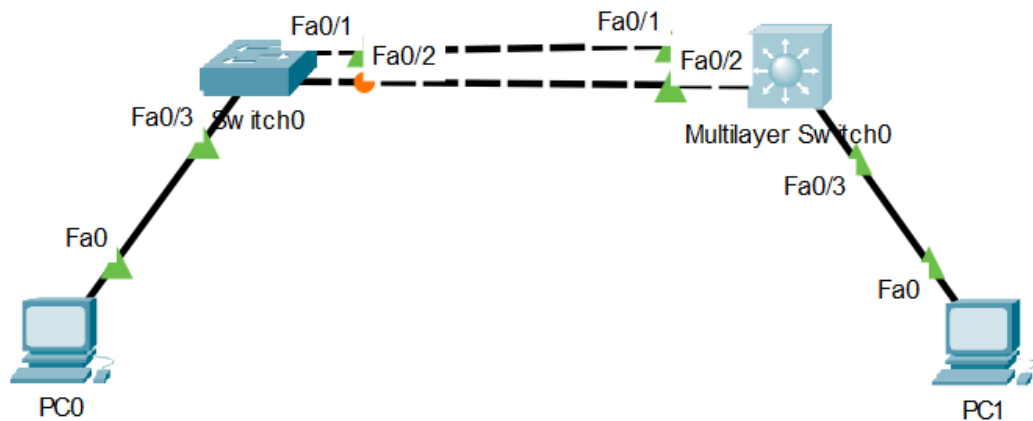 Fa0/1
Fa0/1
Fa0/2
Fa0/2
Fa0/3
Switch0
Multilayer Switch0
Fa0/3
Fa0
Fa0
PC0
PC1